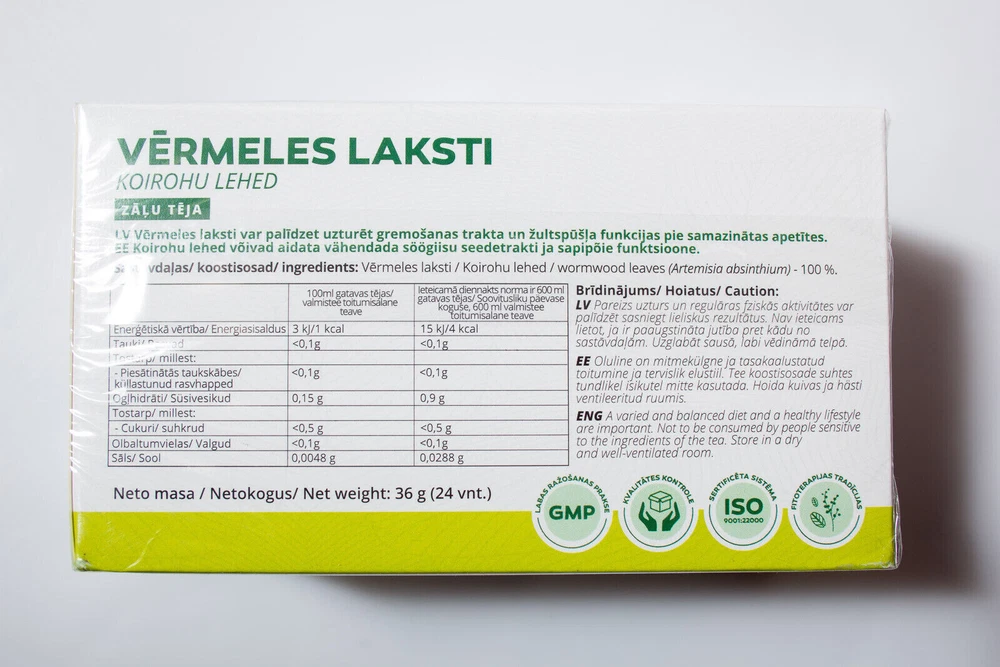 VĒRMELES LAKSTI
KOIROHU LEHED
ZĀĻU TĒJA
LV Vērmeles laksti var palīdzet uzturēt gremošanas trakta un žultspūšļa funkcijas pie samazinātas apetītes.
EE Koirohu lehed võivad aidata vähendada söögiisu seedetrakti ja sapipõie funktsioone.
koostisosad/ ingredients: Vērmeles laksti / Koirohu lehed / wormwood leaves (Artemisia absinthium) - 100 %.
100ml gatavas tējas/
valmistee toitumisalane
teave
Ieteicamā diennakts norma ir 600 ml
gatavas tējas/ Soovitusliku päevase
koguse, 600 ml valmistee
toitumisalane teave
Enerģētiskā vērtība/ Energiasisaldus 3 kJ/1 kcal 15 kJ/4 kcal
Tauki/ <0,1g <0,1g
Tostarp/ millest:
- Piesātinātās taukskābes/ <0,1g <0,1g
küllastunud rasvhapped
Ogļhidrāti/ Süsivesikud 0,15 g 0,9 g
Tostarp/ millest:
- Cukuri/ suhkrud <0,5 g <0,5 g
Olbaltumvielas/ Valgud <0,1g <0,1g
Sāls/ Sool 0,0048 g 0,0288 g
Brīdinājums/ Hoiatus/ Caution:
LV Pareizs uzturs un regulāras fziskās aktivitātes var
palīdzēt sasniegt lieliskus rezultātus. Nav ieteicams
lietot, ja ir paaugstināta jutība pret kādu no
sastāvdaļām. Uzglabāt sausā, labi vēdināmā telpā.
EE Oluline on mitmekülgne ja tasakaalustatud
toitumine ja tervislik elustiil. Tee koostisosade suhtes
tundlikel isikutel mitte kasutada. Hoida kuivas ja hästi
ventileeritud ruumis.
ENG A varied and balanced diet and a healthy lifestyle
are important. Not to be consumed by people sensitive
to the ingredients of the tea. Store in a dry
and well-ventilated room.
Neto masa / Netokogus/ Net weight: 36 g (24 vnt.)
LABAS RAŽOŠANAS PRAKSE
GMP
KVALITĀTES KONTROLE
SERTIFICĒTA SISTĒMA
ISO
9001:22000
FITOTERAPIJAS TRADĪCIJAS